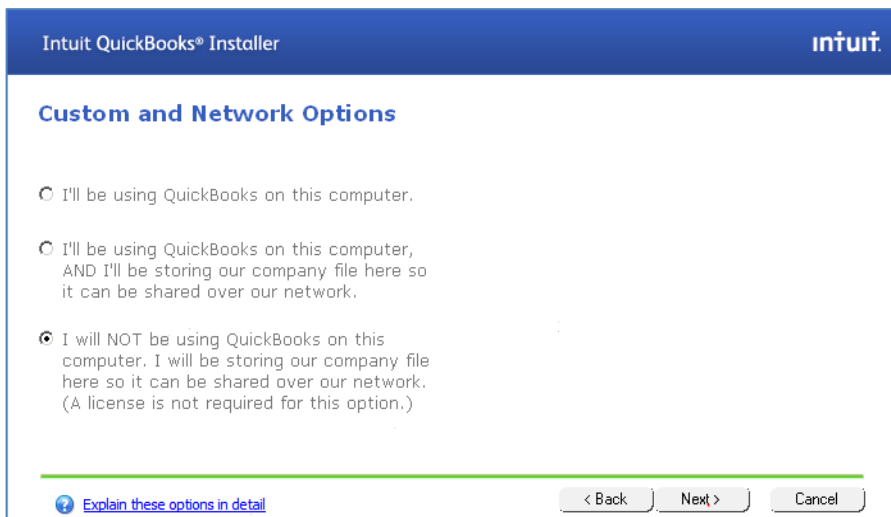 Intuit QuickBooks® Installer
intuit.
Custom and Network Options
I'll be using QuickBooks on this computer.
I'll be using QuickBooks on this computer,
AND I'll be storing our company file here so
it can be shared over our network.
I will NOT be using QuickBooks on this
computer. I will be storing our company file
here so it can be shared over our network.
(A license is not required for this option.)
Explain these options in detail
< Back
Next >
Cancel